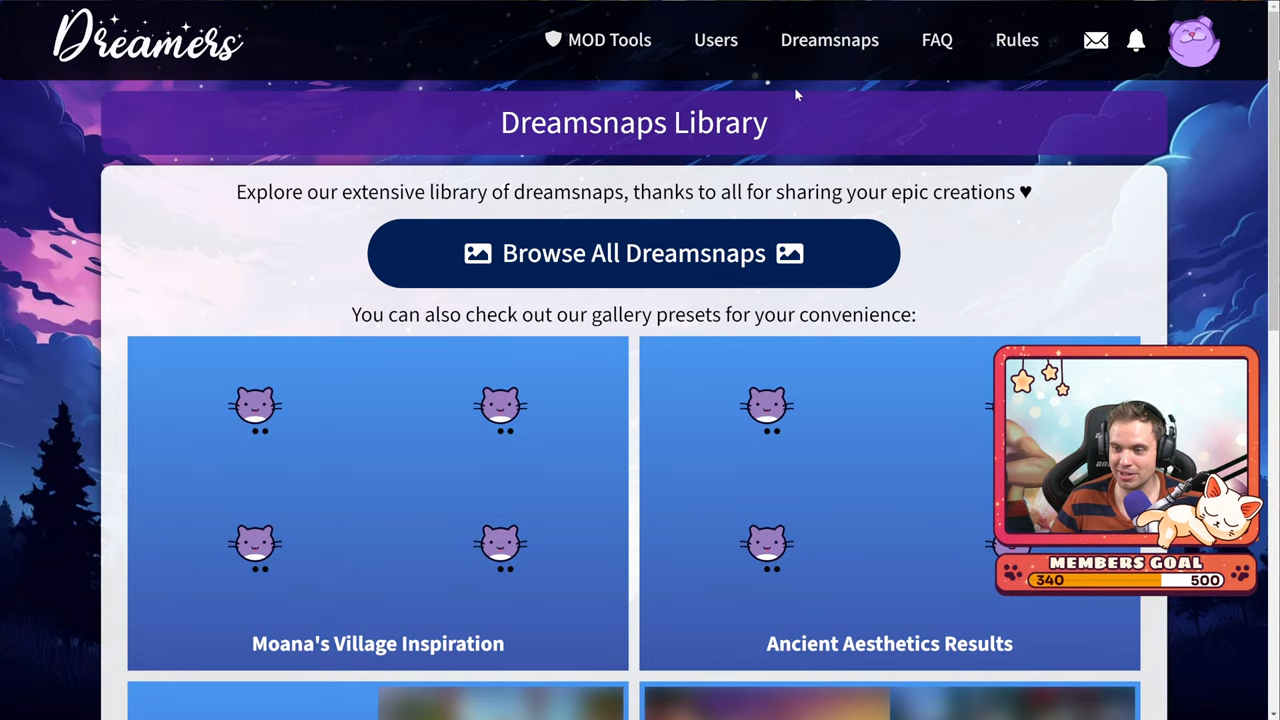 Dreamers
MOD Tools
Users
Dreamsnaps
FAQ
Rules
Dreamsnaps Library
Explore our extensive library of dreamsnaps, thanks to all for sharing your epic creations ♥
Browse All Dreamsnaps
You can also check out our gallery presets for your convenience:
Moana's Village Inspiration
Ancient Aesthetics Results
MEMBERS GOAL
340 500